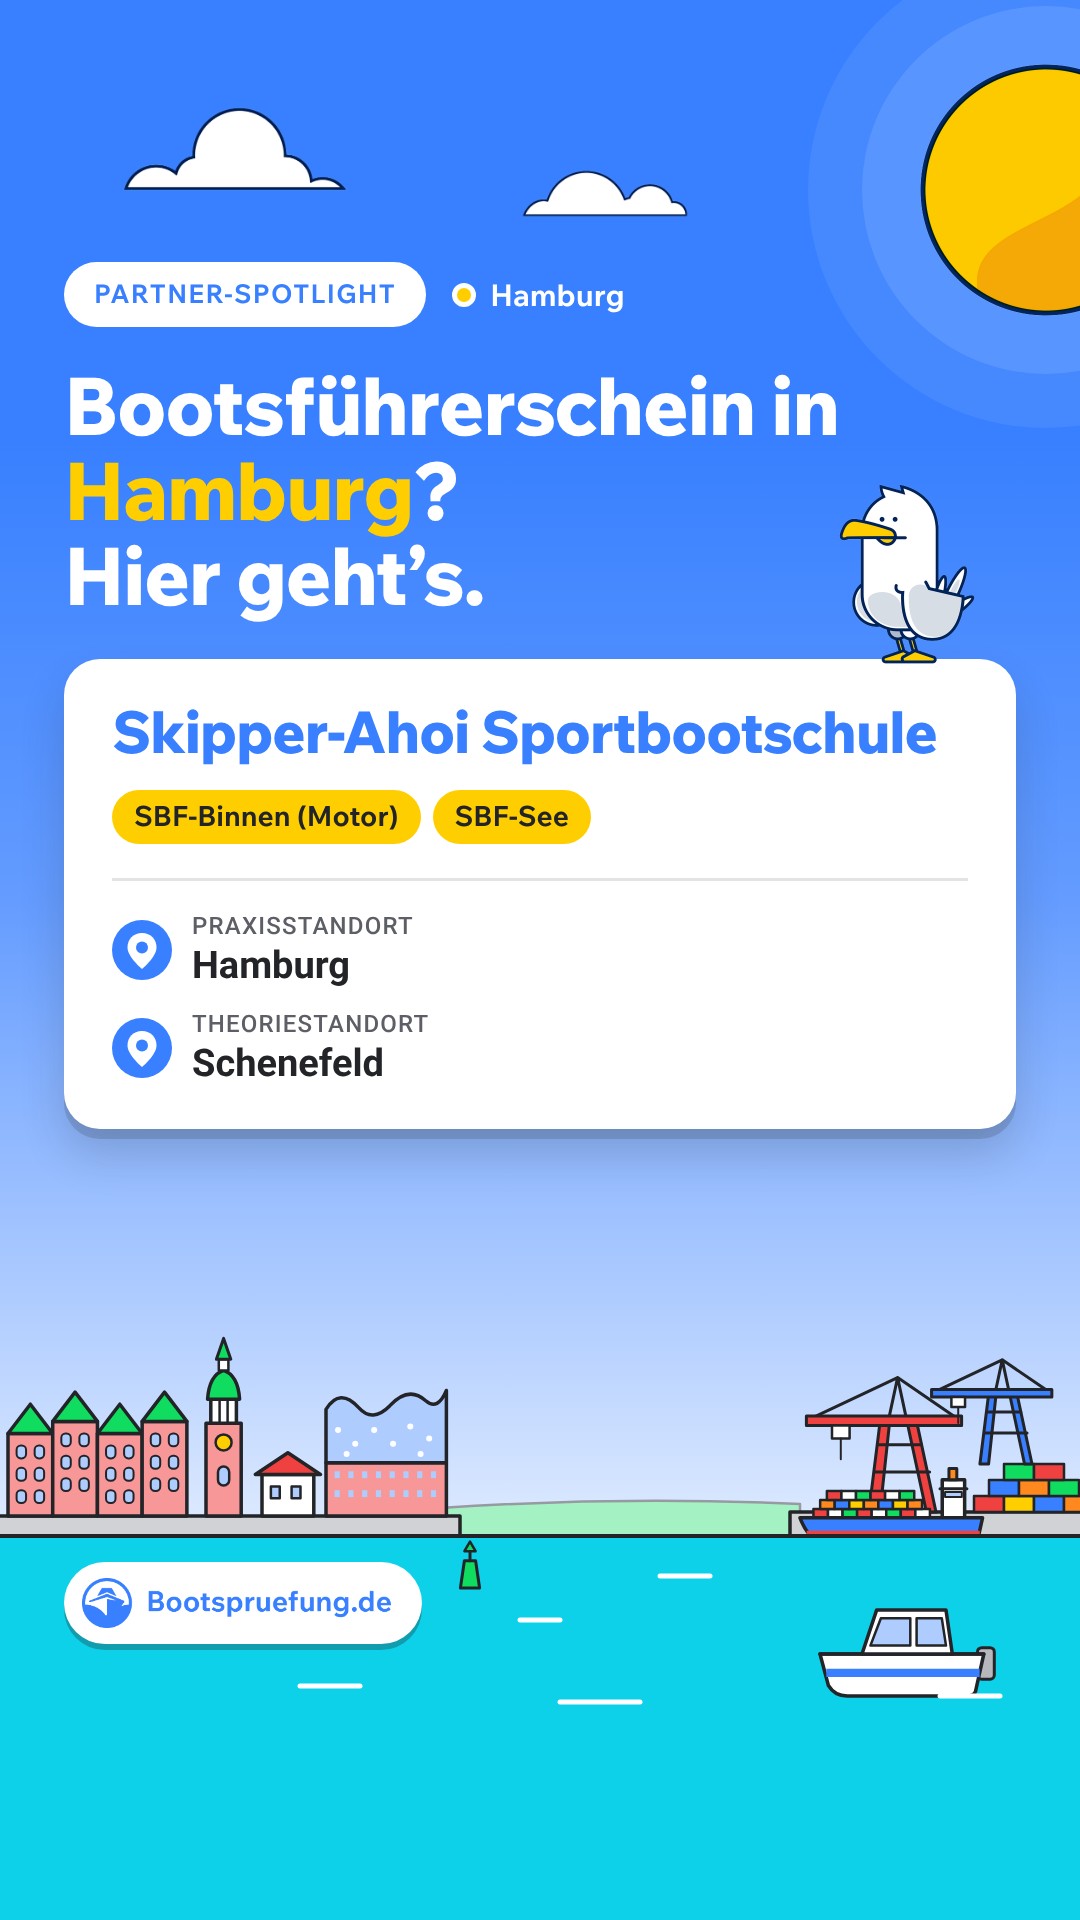 PARTNER-SPOTLIGHT
Hamburg
Bootsführerschein in
Hamburg?
Hier geht’s.
Skipper-Ahoi Sportbootschule
SBF-Binnen (Motor)
SBF-See
PRAXISSTANDORT
Hamburg
THEORIESTANDORT
Schenefeld
Bootspruefung.de